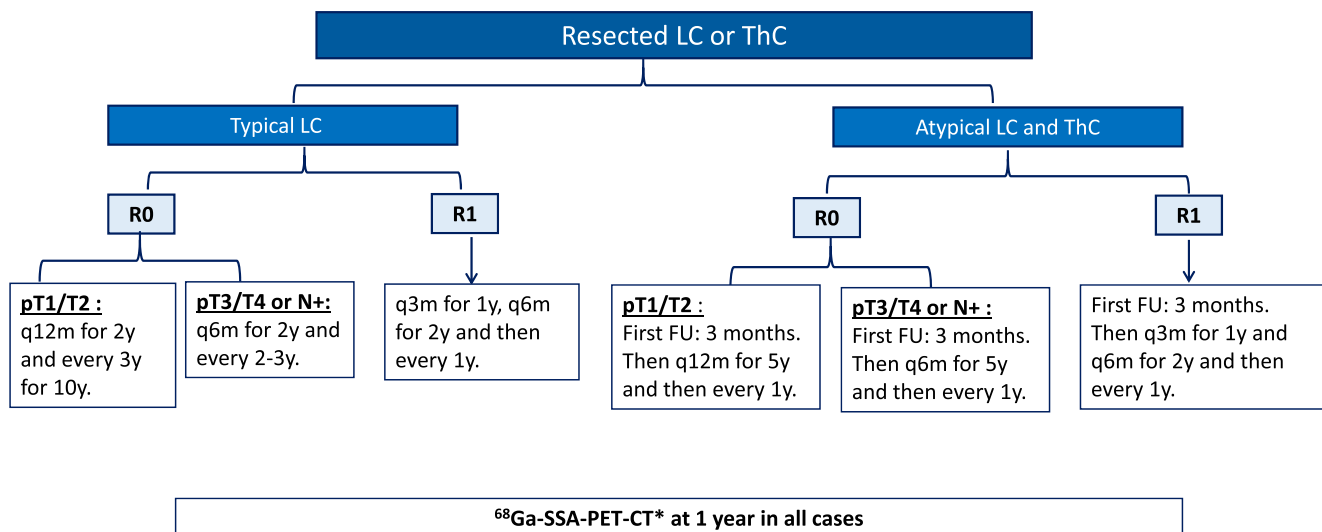 Resected LC or ThC
Typical LC
Atypical LC and ThC
R0
R1
R0
R1
pT1/T2 :
q12m for 2y
and every 3y
for 10y.
pT3/T4 or N+:
q6m for 2y and
every 2-3y.
q3m for 1y, q6m
for 2y and then
every 1y.
pT1/T2 :
First FU: 3 months.
Then q12m for 5y
and then every 1y.
pT3/T4 or N+ :
First FU: 3 months.
Then q6m for 5y
and then every 1y.
First FU: 3 months.
Then q3m for 1y and
q6m for 2y and then
every 1y.
⁶⁸Ga-SSA-PET-CT* at 1 year in all cases